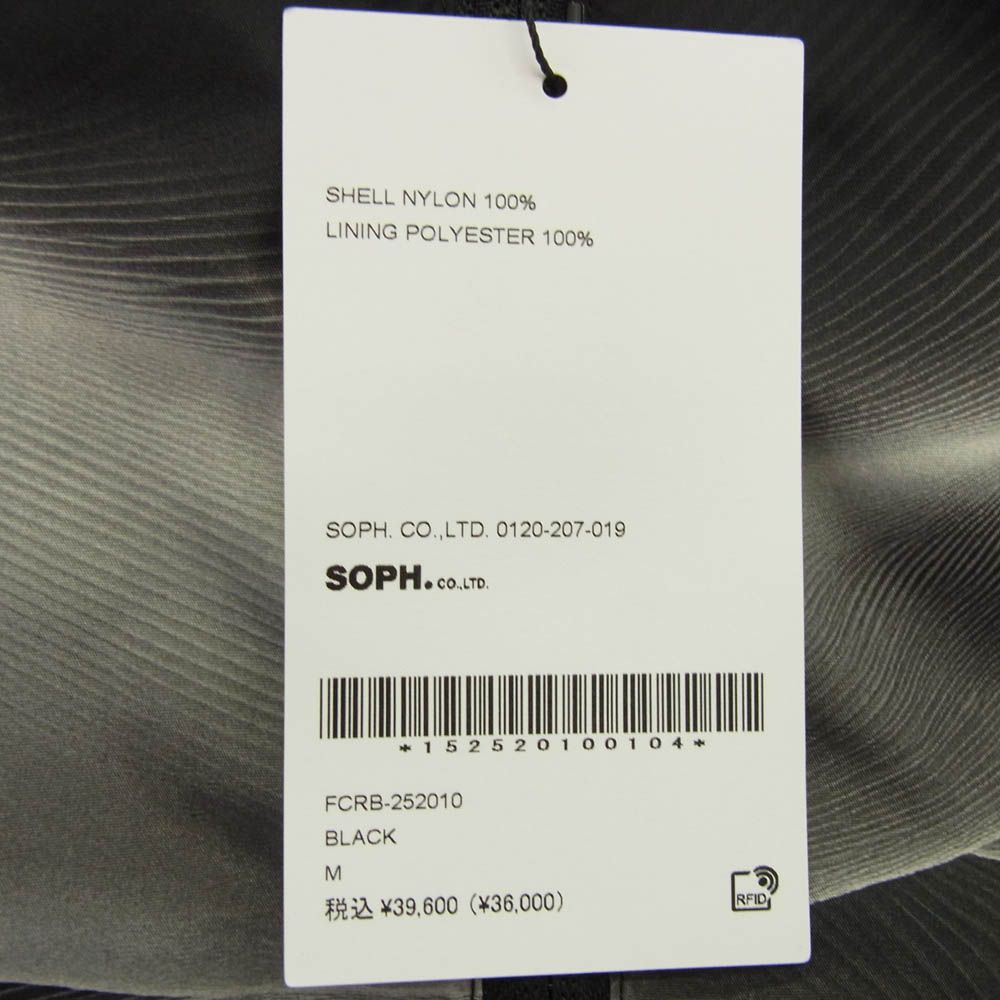 SHELL NYLON 100%
LINING POLYESTER 100%
SOPH. CO.,LTD. 0120-207-019
SOPH. CO.,LTD.
*152520100104*
FCRB-252010
BLACK
M
税込 ¥39,600 (¥36,000)
RFID